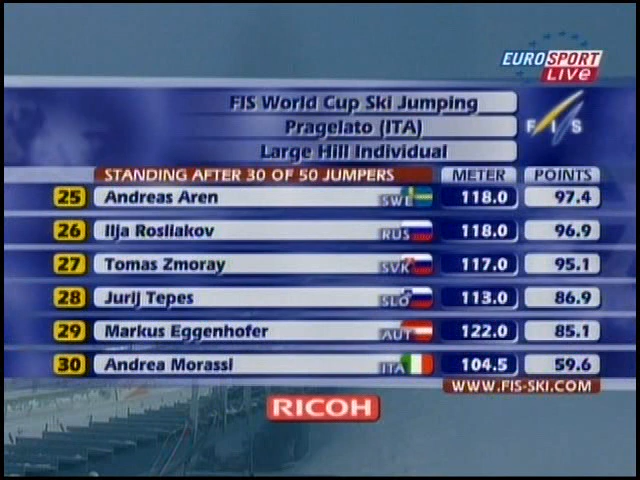 EUROSPORT
LIVE
FIS World Cup Ski Jumping
Pragelato (ITA)
Large Hill Individual
FIS
STANDING AFTER 30 OF 50 JUMPERS METER POINTS
25 Andreas Aren SWE 118.0 97.4
26 Ilja Rosliakov RUS 118.0 96.9
27 Tomas Zmoray SVK 117.0 95.1
28 Jurij Tepes SLO 113.0 86.9
29 Markus Eggenhofer AUT 122.0 85.1
30 Andrea Morassi ITA 104.5 59.6
WWW.FIS-SKI.COM
RICOH